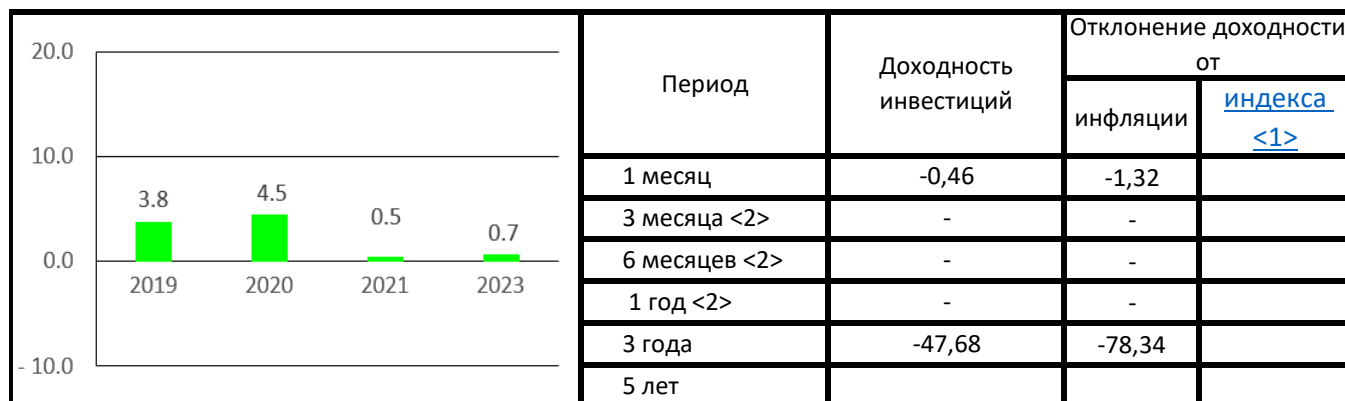 20.0
10.0
0.0
- 10.0
3.8
4.5
0.5
0.7
2019 2020 2021 2023
Период
Доходность
инвестиций
Отклонение доходности
от
инфляции
индекса
<1>
1 месяц -0,46 -1,32
3 месяца <2> - -
6 месяцев <2> - -
1 год <2> - -
3 года -47,68 -78,34
5 лет